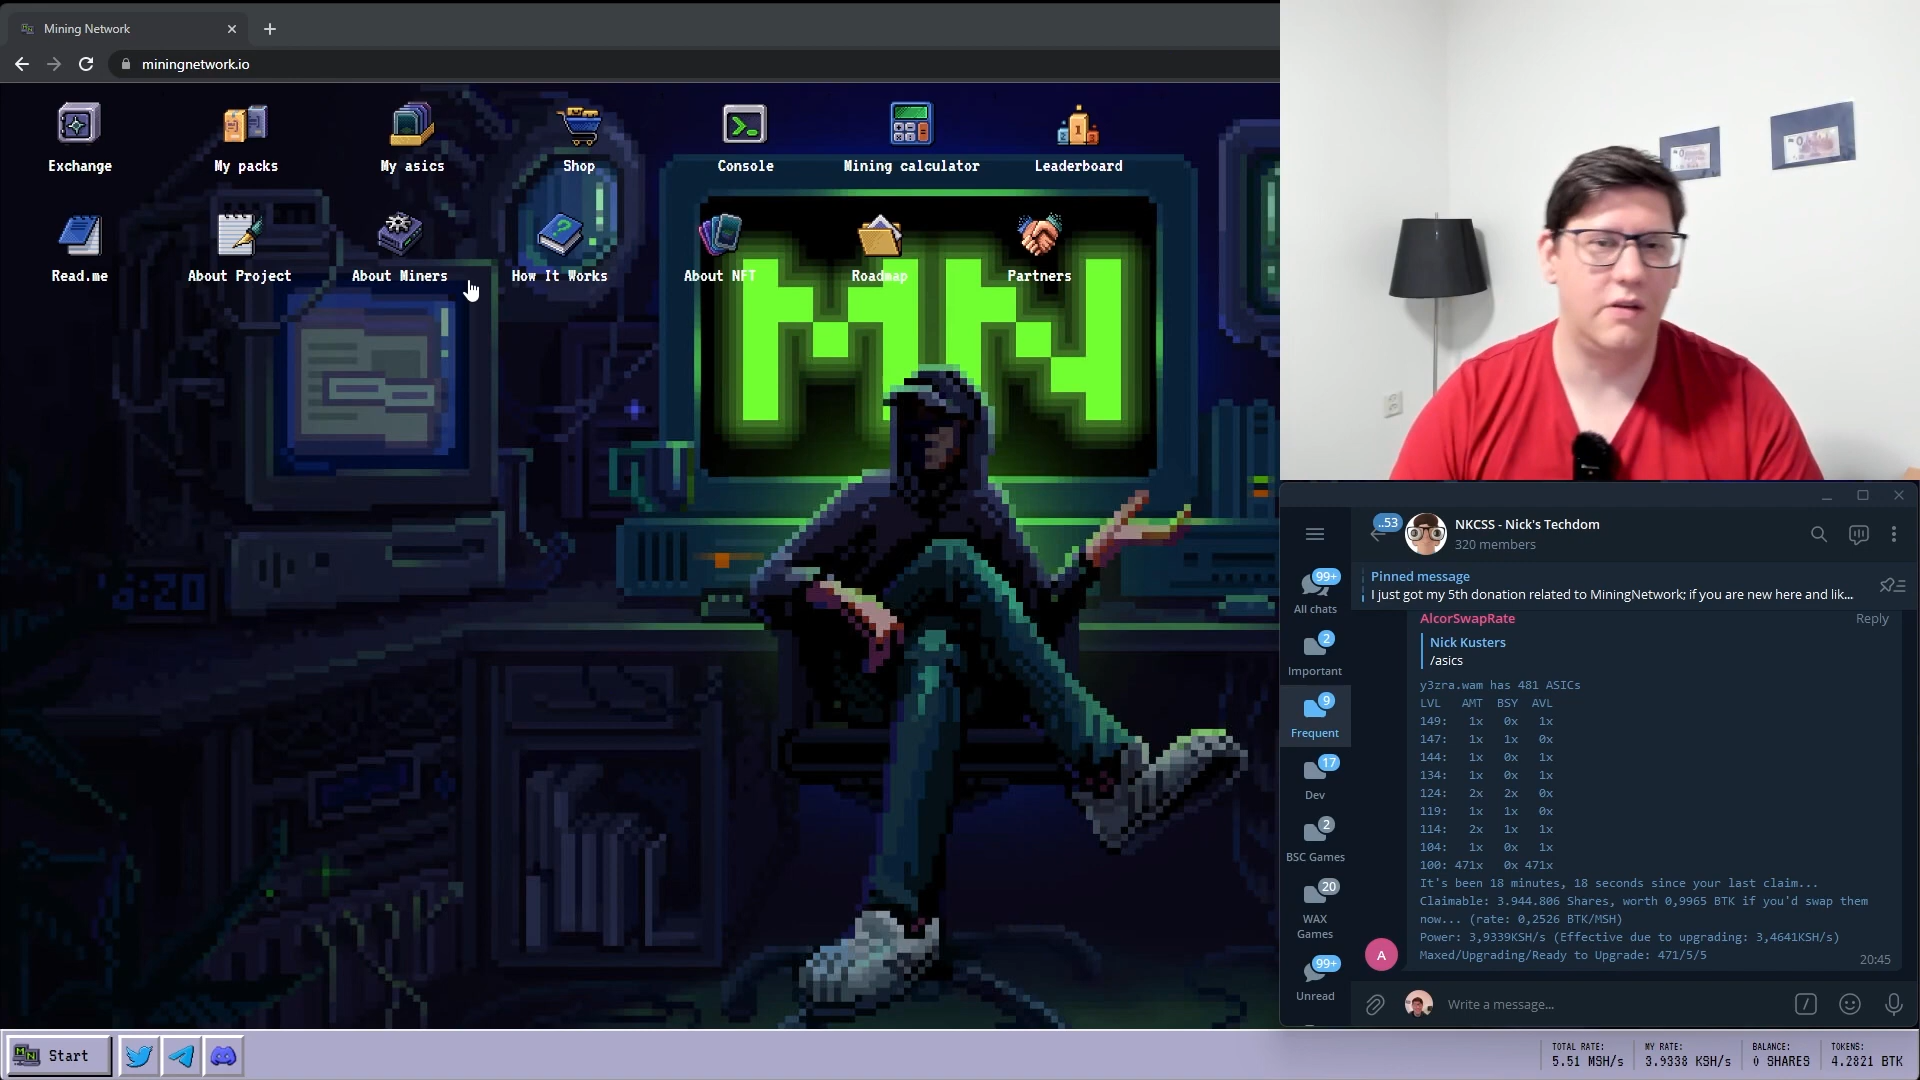 Mining Network
miningnetwork.io
Exchange
My packs
My asics
Shop
Console
Mining calculator
Leaderboard
Read.me
About Project
About Miners
How It Works
About NFT
Roadmap
Partners
MN
16:20
Start
..53
NKCSS - Nick's Techdom
320 members
Pinned message
I just got my 5th donation related to MiningNetwork; if you are new here and lik...
99+
All chats
2
Important
9
Frequent
17
Dev
2
BSC Games
20
WAX
Games
99+
Unread
AlcorSwapRate
Reply
Nick Kusters
/asics
y3zra.wam has 481 ASICs
LVL AMT BSY AVL
149: 1x 0x 1x
147: 1x 1x 0x
144: 1x 0x 1x
134: 1x 0x 1x
124: 2x 2x 0x
119: 1x 1x 0x
114: 2x 1x 1x
104: 1x 0x 1x
100: 471x 0x 471x
It's been 18 minutes, 18 seconds since your last claim...
Claimable: 3.944.806 Shares, worth 0,9965 BTK if you'd swap them
now... (rate: 0,2526 BTK/MSH)
Power: 3,9339KSH/s (Effective due to upgrading: 3,4641KSH/s)
Maxed/Upgrading/Ready to Upgrade: 471/5/5
20:45
A
Write a message...
TOTAL RATE:
5.51 MSH/s
MY RATE:
3.9338 KSH/s
BALANCE:
0 SHARES
TOKENS:
4.2821 BTK